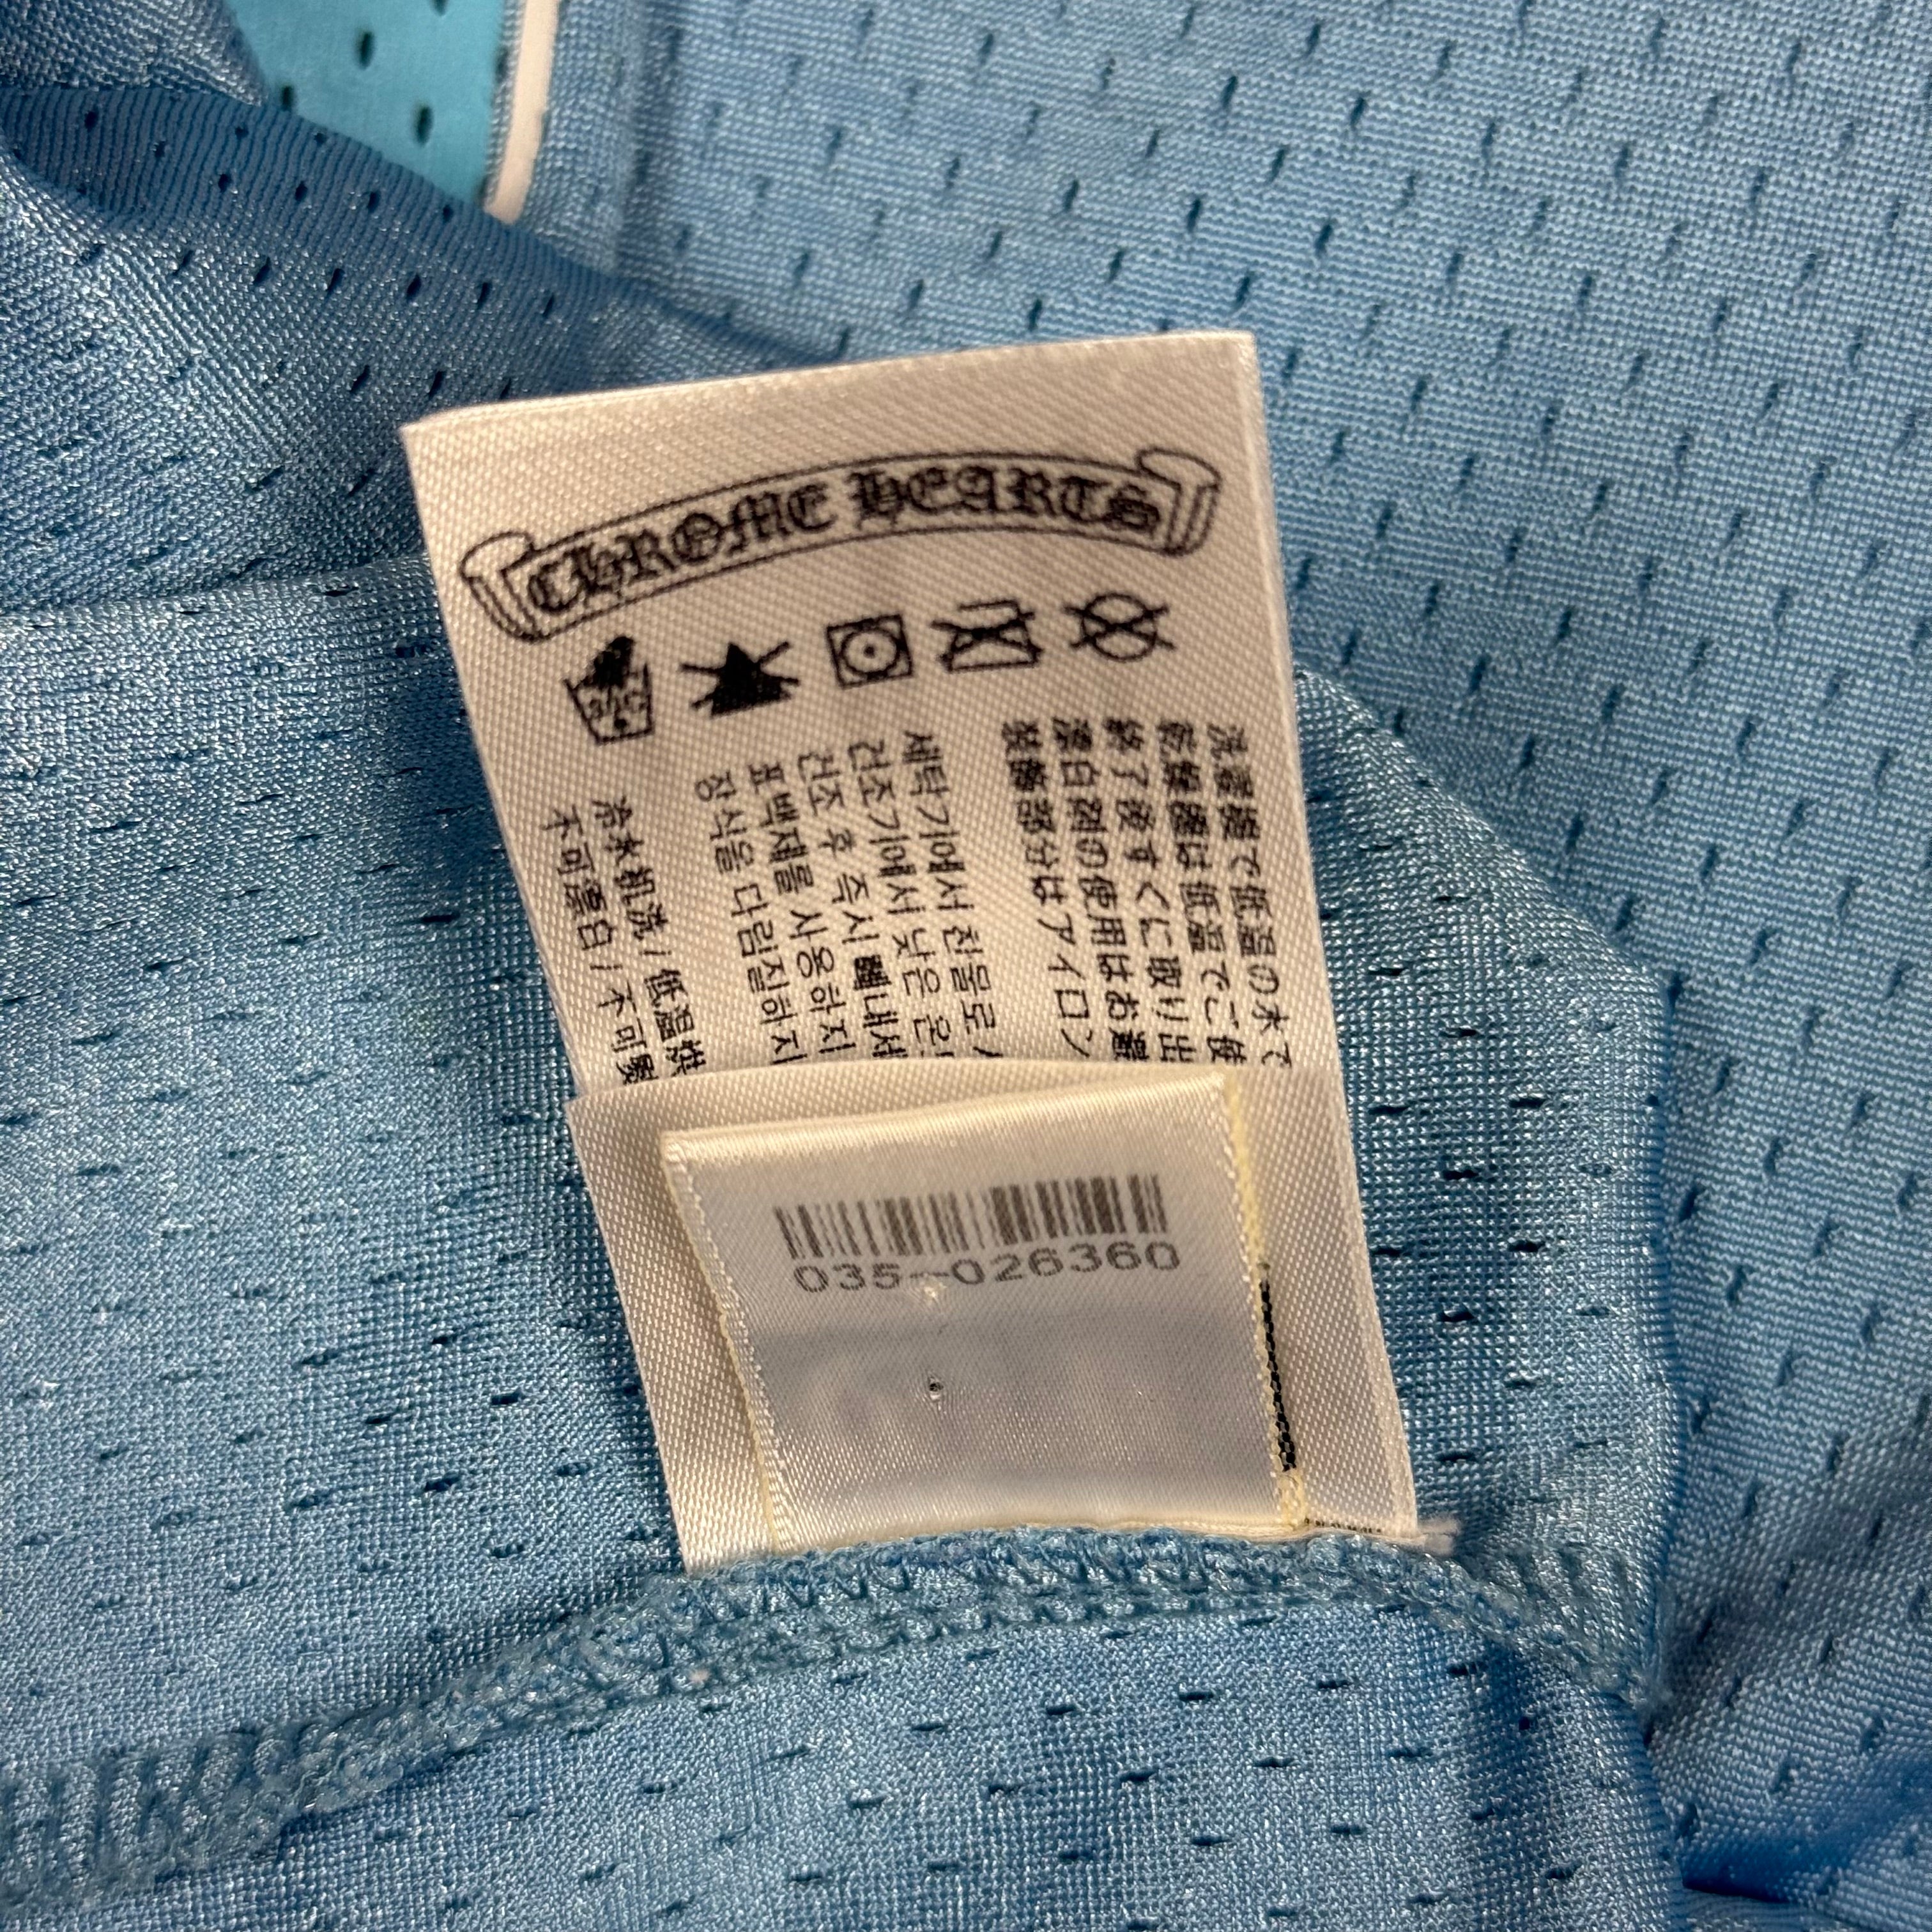 CHROME HEARTS
30°C
洗濯機で低温の水で
乾燥機は低温でご使
終了後すぐに取り出
漂白剤の使用はお避
装飾部分はアイロン
세탁기에서 찬물로
건조기에서 낮은 온
건조 후 즉시 빼내서
표백제를 사용하지
장식을 다림질하지
冷水机洗 / 低温烘
不可漂白 / 不可熨
035-026360